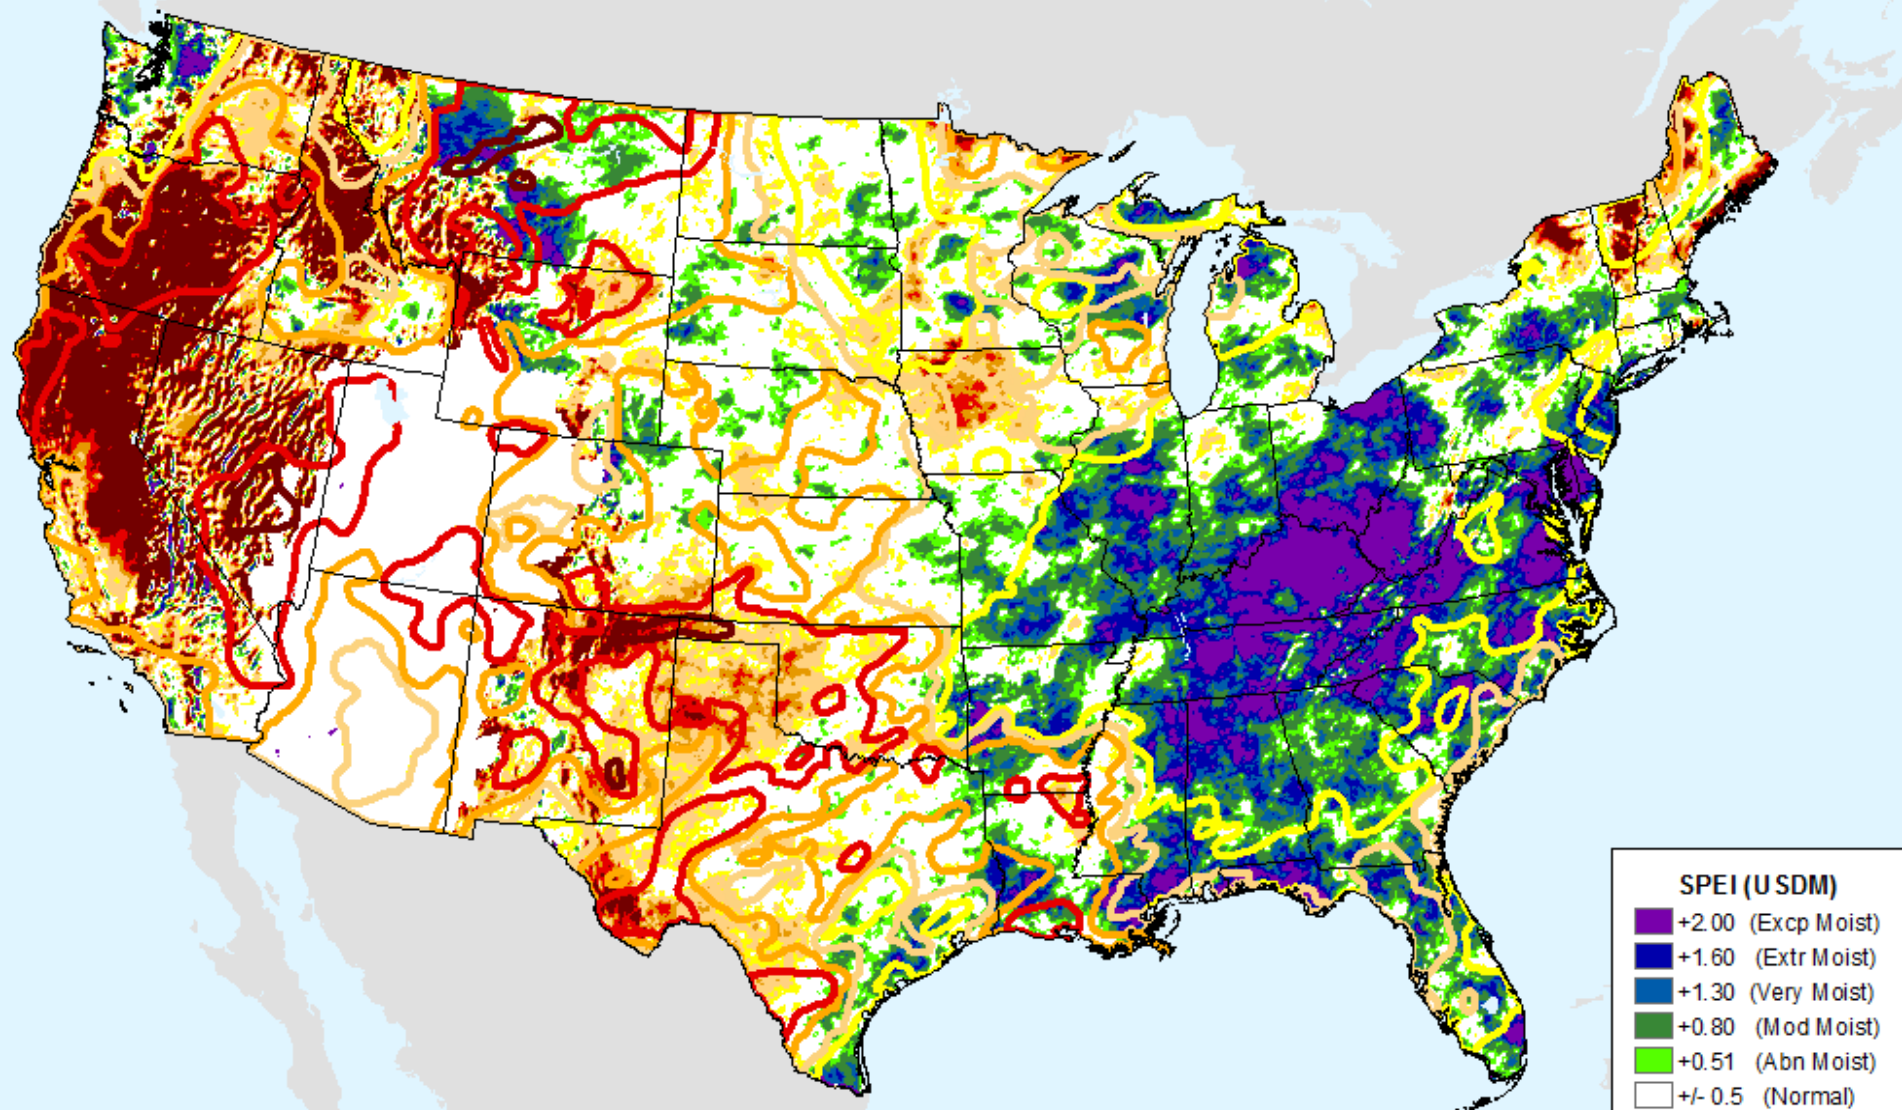 SPEI (USDM)
+2.00 (Excp Moist)
+1.60 (Extr Moist)
+1.30 (Very Moist)
+0.80 (Mod Moist)
+0.51 (Abn Moist)
+/- 0.5 (Normal)